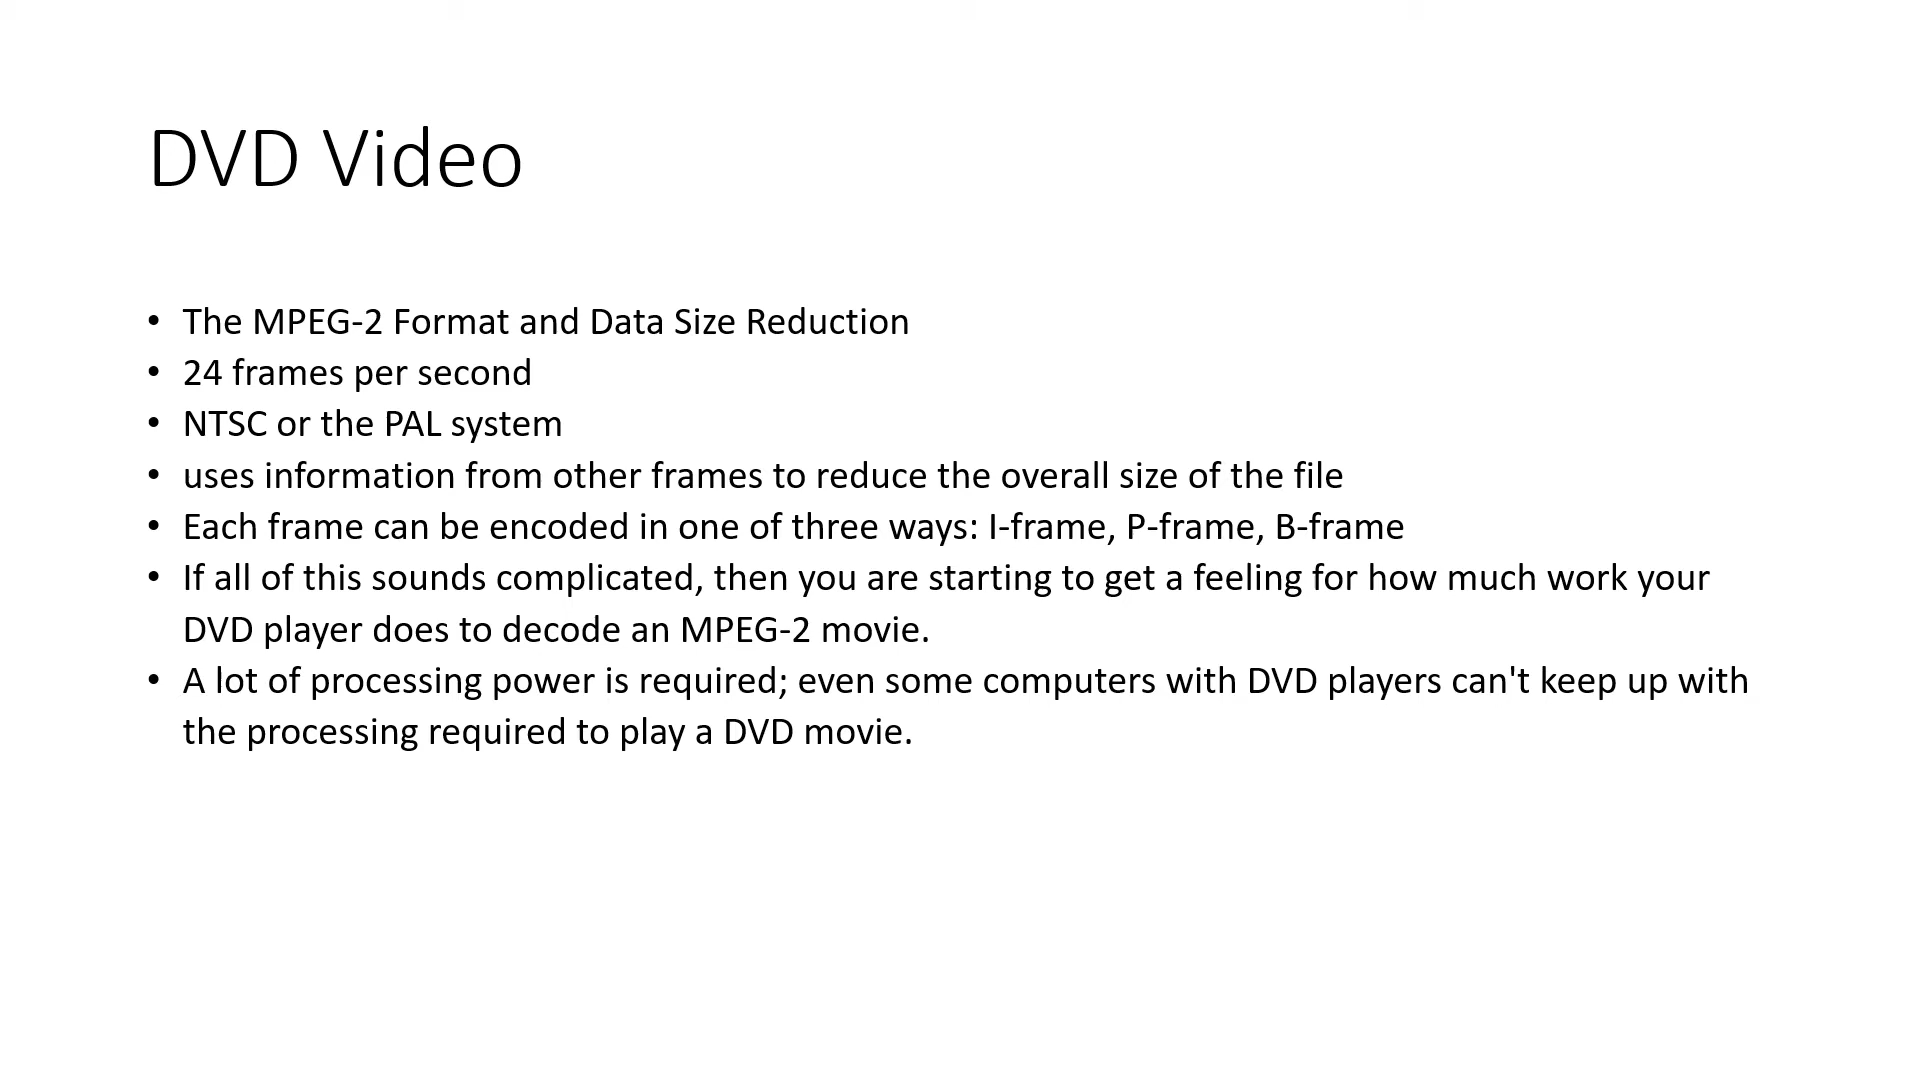 DVD Video
• The MPEG-2 Format and Data Size Reduction
• 24 frames per second
• NTSC or the PAL system
• uses information from other frames to reduce the overall size of the file
• Each frame can be encoded in one of three ways: I-frame, P-frame, B-frame
• If all of this sounds complicated, then you are starting to get a feeling for how much work your
DVD player does to decode an MPEG-2 movie.
• A lot of processing power is required; even some computers with DVD players can't keep up with
the processing required to play a DVD movie.